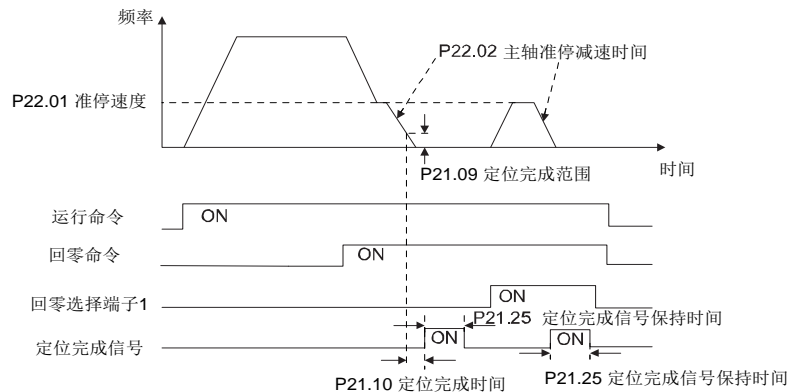 频率
P22.02 主轴准停减速时间
P22.01 准停速度
P21.09 定位完成范围
时间
运行命令
ON
回零命令
ON
回零选择端子1
ON
P21.25 定位完成信号保持时间
定位完成信号
ON
ON
P21.10 定位完成时间
P21.25 定位完成信号保持时间